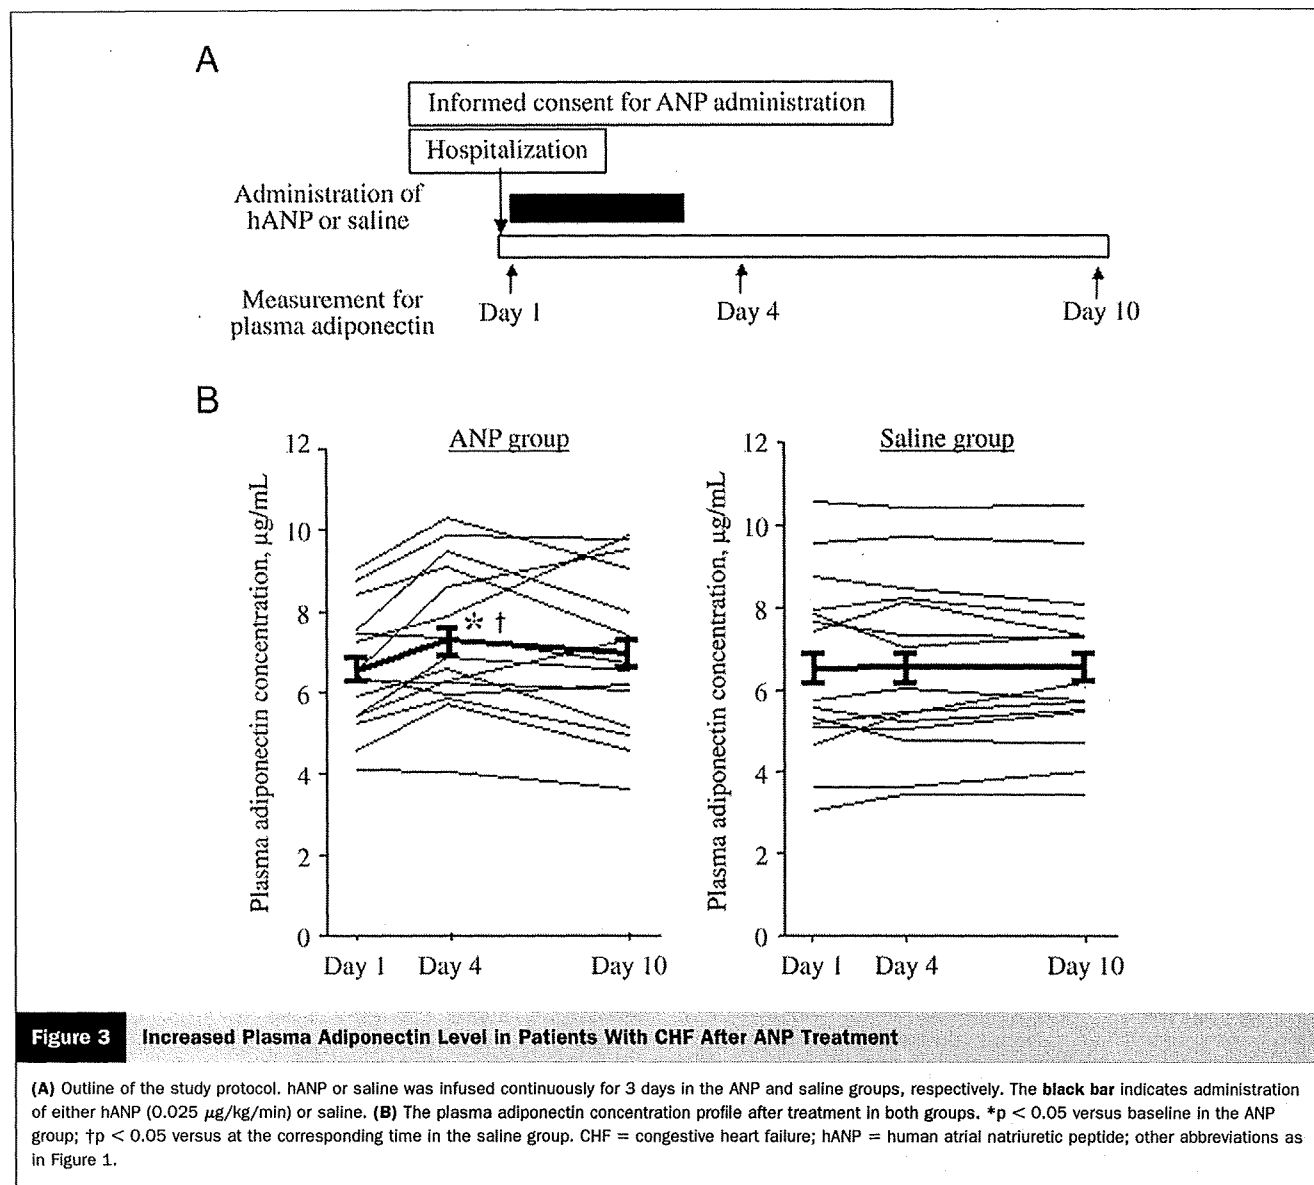 A
Informed consent for ANP administration
Hospitalization
Administration of
hANP or saline
Measurement for
plasma adiponectin
Day 1
Day 4
Day 10
B
ANP group
Plasma adiponectin concentration, µg/mL
12
10
8
6
4
2
0
* †
Day 1
Day 4
Day 10
Saline group
Plasma adiponectin concentration, µg/mL
12
10
8
6
4
2
0
Day 1
Day 4
Day 10
Figure 3 Increased Plasma Adiponectin Level in Patients With CHF After ANP Treatment
(A) Outline of the study protocol. hANP or saline was infused continuously for 3 days in the ANP and saline groups, respectively. The black bar indicates administration
of either hANP (0.025 µg/kg/min) or saline. (B) The plasma adiponectin concentration profile after treatment in both groups. *p < 0.05 versus baseline in the ANP
group; †p < 0.05 versus at the corresponding time in the saline group. CHF = congestive heart failure; hANP = human atrial natriuretic peptide; other abbreviations as
in Figure 1.